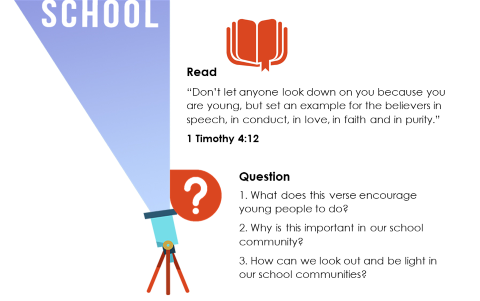 SCHOOL
Read
“Don’t let anyone look down on you because you
are young, but set an example for the believers in
speech, in conduct, in love, in faith and in purity.”
1 Timothy 4:12
?
Question
1. What does this verse encourage
young people to do?
2. Why is this important in our school
community?
3. How can we look out and be light in
our school communities?